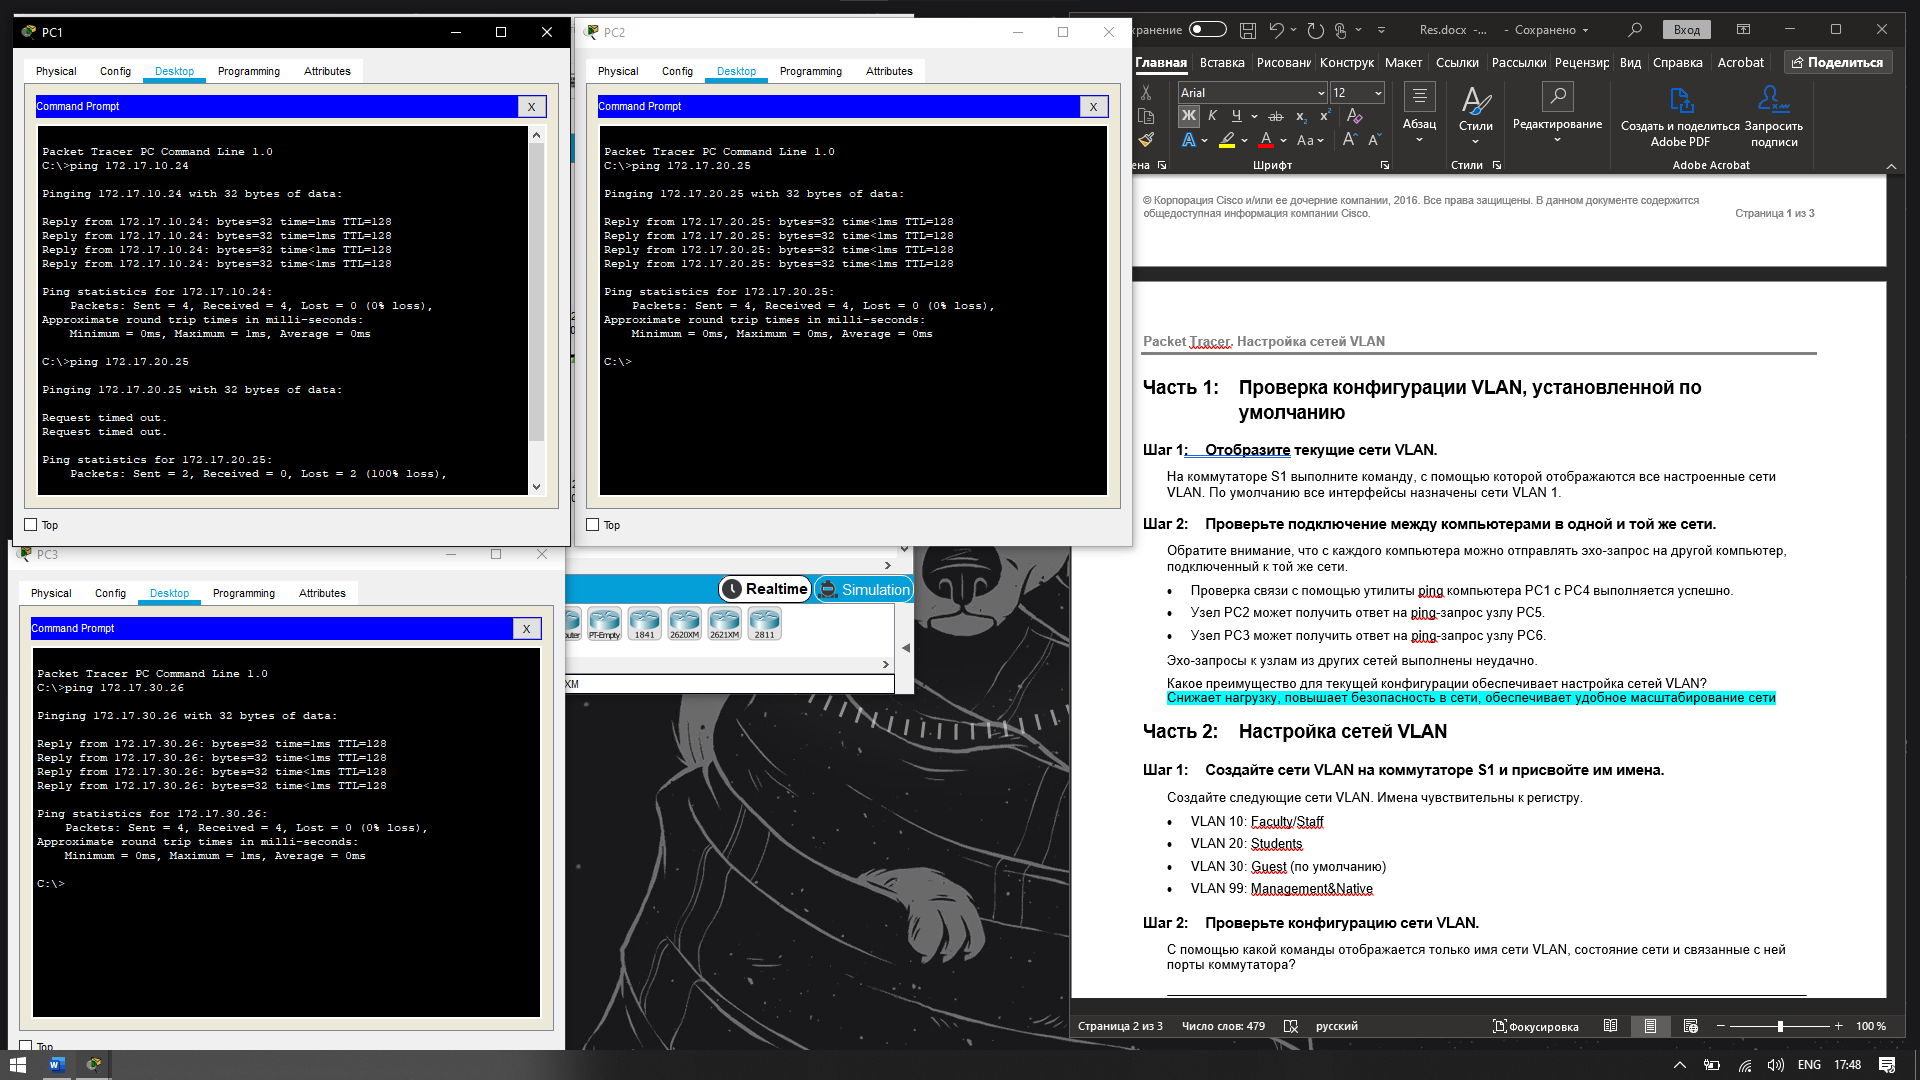 PC1
Physical Config Desktop Programming Attributes
Command Prompt X
Packet Tracer PC Command Line 1.0
C:\>ping 172.17.10.24
Pinging 172.17.10.24 with 32 bytes of data:
Reply from 172.17.10.24: bytes=32 time=1ms TTL=128
Reply from 172.17.10.24: bytes=32 time=1ms TTL=128
Reply from 172.17.10.24: bytes=32 time<1ms TTL=128
Reply from 172.17.10.24: bytes=32 time<1ms TTL=128
Ping statistics for 172.17.10.24:
Packets: Sent = 4, Received = 4, Lost = 0 (0% loss),
Approximate round trip times in milli-seconds:
Minimum = 0ms, Maximum = 1ms, Average = 0ms
C:\>ping 172.17.20.25
Pinging 172.17.20.25 with 32 bytes of data:
Request timed out.
Request timed out.
Ping statistics for 172.17.20.25:
Packets: Sent = 2, Received = 0, Lost = 2 (100% loss),
Top
PC2
Physical Config Desktop Programming Attributes
Command Prompt X
Packet Tracer PC Command Line 1.0
C:\>ping 172.17.20.25
Pinging 172.17.20.25 with 32 bytes of data:
Reply from 172.17.20.25: bytes=32 time<1ms TTL=128
Reply from 172.17.20.25: bytes=32 time<1ms TTL=128
Reply from 172.17.20.25: bytes=32 time<1ms TTL=128
Reply from 172.17.20.25: bytes=32 time<1ms TTL=128
Ping statistics for 172.17.20.25:
Packets: Sent = 4, Received = 4, Lost = 0 (0% loss),
Approximate round trip times in milli-seconds:
Minimum = 0ms, Maximum = 0ms, Average = 0ms
C:\>
Top
PC3
Physical Config Desktop Programming Attributes
Command Prompt X
Packet Tracer PC Command Line 1.0
C:\>ping 172.17.30.26
Pinging 172.17.30.26 with 32 bytes of data:
Reply from 172.17.30.26: bytes=32 time=1ms TTL=128
Reply from 172.17.30.26: bytes=32 time<1ms TTL=128
Reply from 172.17.30.26: bytes=32 time<1ms TTL=128
Reply from 172.17.30.26: bytes=32 time<1ms TTL=128
Ping statistics for 172.17.30.26:
Packets: Sent = 4, Received = 4, Lost = 0 (0% loss),
Approximate round trip times in milli-seconds:
Minimum = 0ms, Maximum = 1ms, Average = 0ms
C:\>
Top
Realtime Simulation
PT-Empty 1841 2620XM 2621XM 2811
XM
хранение Res.docx -... - Сохранено Вход
Главная Вставка Рисовани Конструк Макет Ссылки Рассылки Рецензир Вид Справка Acrobat Поделиться
Arial 12
Ж К Ч ab x₂ x² A
A A Aa A A
Абзац
Стили
Редактирование
Создать и поделиться Adobe PDF
Запросить подписи
ена Шрифт Стили Adobe Acrobat
© Корпорация Cisco и/или ее дочерние компании, 2016. Все права защищены. В данном документе содержится
общедоступная информация компании Cisco. Страница 1 из 3
Packet Tracer. Настройка сетей VLAN
Часть 1: Проверка конфигурации VLAN, установленной по
умолчанию
Шаг 1: Отобразите текущие сети VLAN.
На коммутаторе S1 выполните команду, с помощью которой отображаются все настроенные сети
VLAN. По умолчанию все интерфейсы назначены сети VLAN 1.
Шаг 2: Проверьте подключение между компьютерами в одной и той же сети.
Обратите внимание, что с каждого компьютера можно отправлять эхо-запрос на другой компьютер,
подключенный к той же сети.
• Проверка связи с помощью утилиты ping компьютера PC1 с PC4 выполняется успешно.
• Узел PC2 может получить ответ на ping-запрос узлу PC5.
• Узел PC3 может получить ответ на ping-запрос узлу PC6.
Эхо-запросы к узлам из других сетей выполнены неудачно.
Какое преимущество для текущей конфигурации обеспечивает настройка сетей VLAN?
Снижает нагрузку, повышает безопасность в сети, обеспечивает удобное масштабирование сети
Часть 2: Настройка сетей VLAN
Шаг 1: Создайте сети VLAN на коммутаторе S1 и присвойте им имена.
Создайте следующие сети VLAN. Имена чувствительны к регистру.
• VLAN 10: Faculty/Staff
• VLAN 20: Students
• VLAN 30: Guest (по умолчанию)
• VLAN 99: Management&Native
Шаг 2: Проверьте конфигурацию сети VLAN.
С помощью какой команды отображается только имя сети VLAN, состояние сети и связанные с ней
порты коммутатора?
Страница 2 из 3 Число слов: 479 русский Фокусировка 100 %
ENG 17:48